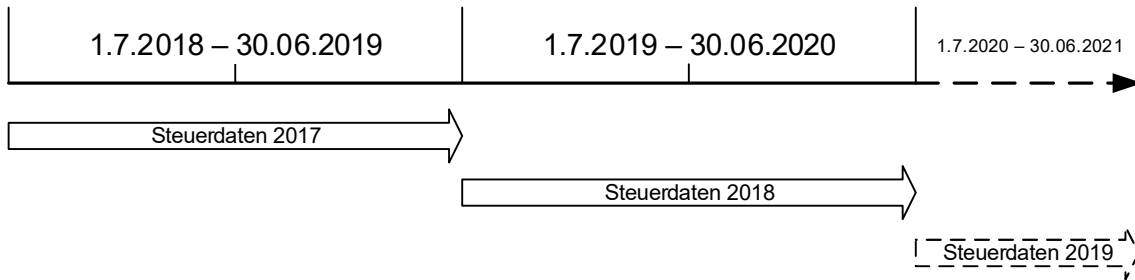 1.7.2018 – 30.06.2019
1.7.2019 – 30.06.2020
1.7.2020 – 30.06.2021
Steuerdaten 2017
Steuerdaten 2018
Steuerdaten 2019